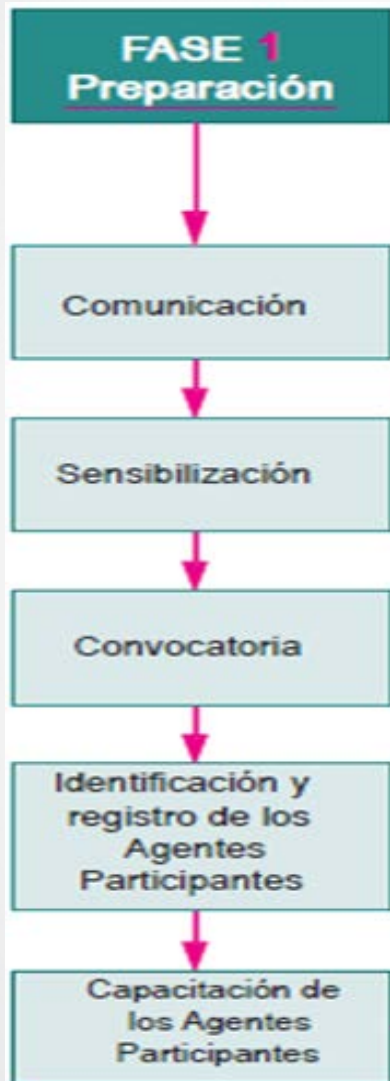 FASE 1
Preparación
Comunicación
Sensibilización
Convocatoria
Identificación y
registro de los
Agentes
Participantes
Capacitación de
los Agentes
Participantes